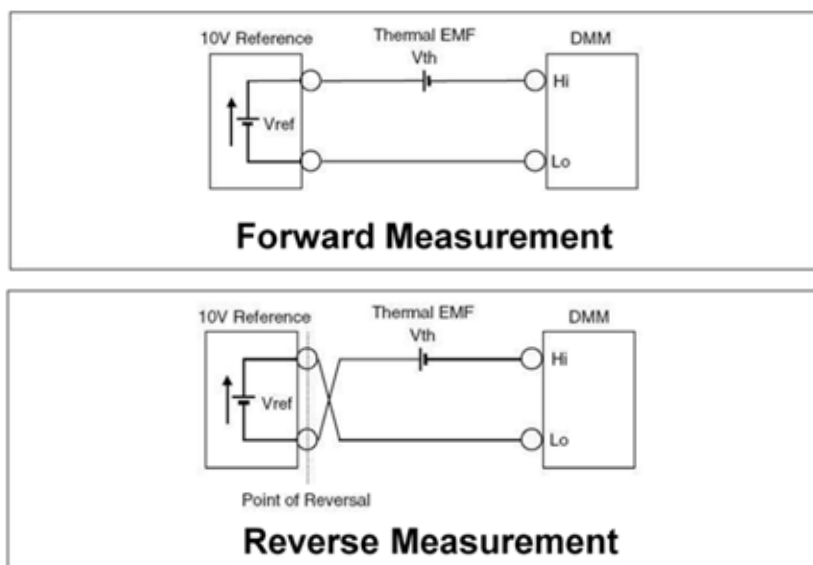 10V Reference
Thermal EMF
DMM
Vth
Hi
Vref
Lo
Forward Measurement
10V Reference
Thermal EMF
DMM
Vth
Hi
Vref
Lo
Point of Reversal
Reverse Measurement